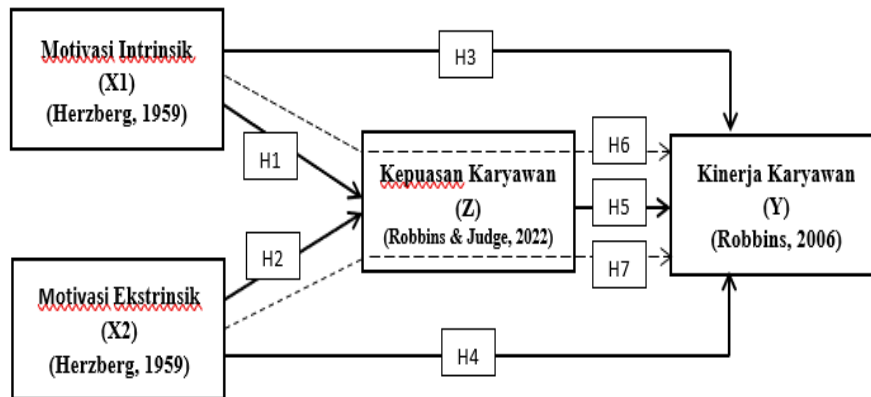 Motivasi Intrinsik
(X1)
(Herzberg, 1959)
H3
H1
H6
Kepuasan Karyawan
(Z)
(Robbins & Judge, 2022)
H5
Kinerja Karyawan
(Y)
(Robbins, 2006)
H2
H7
Motivasi Ekstrinsik
(X2)
(Herzberg, 1959)
H4